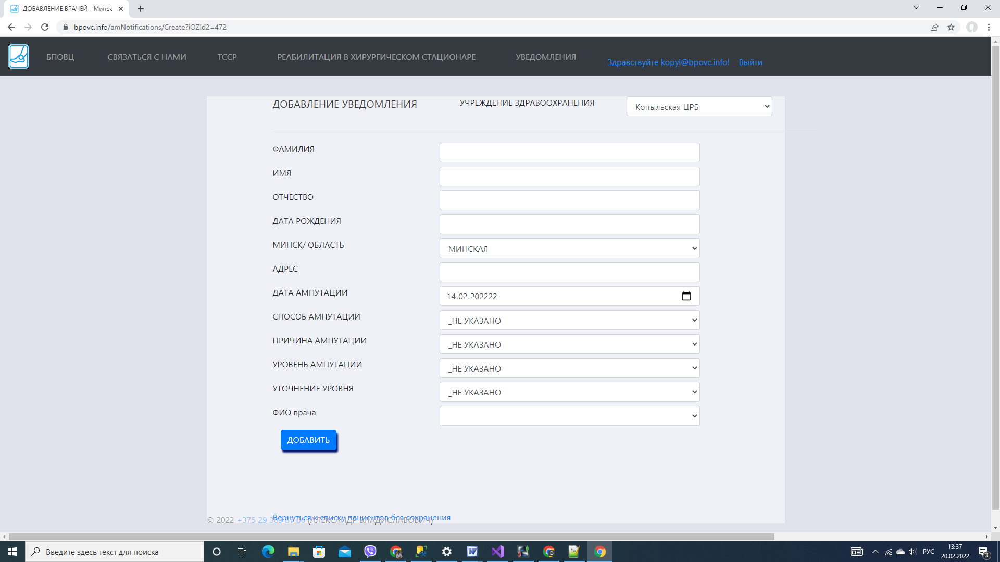 ДОБАВЛЕНИЕ ВРАЧЕЙ - Минск
bpovc.info/amNotifications/Create?iOZId2=472
БПОВЦ
СВЯЗАТЬСЯ С НАМИ
ТССР
РЕАБИЛИТАЦИЯ В ХИРУРГИЧЕСКОМ СТАЦИОНАРЕ
УВЕДОМЛЕНИЯ
Здравствуйте kopyl@bpovc.info! Выйти
ДОБАВЛЕНИЕ УВЕДОМЛЕНИЯ
УЧРЕЖДЕНИЕ ЗДРАВООХРАНЕНИЯ
Копыльская ЦРБ
ФАМИЛИЯ
ИМЯ
ОТЧЕСТВО
ДАТА РОЖДЕНИЯ
МИНСК/ ОБЛАСТЬ
МИНСКАЯ
АДРЕС
ДАТА АМПУТАЦИИ
14.02.202222
СПОСОБ АМПУТАЦИИ
_НЕ УКАЗАНО
ПРИЧИНА АМПУТАЦИИ
_НЕ УКАЗАНО
УРОВЕНЬ АМПУТАЦИИ
_НЕ УКАЗАНО
УТОЧНЕНИЕ УРОВНЯ
_НЕ УКАЗАНО
ФИО врача
ДОБАВИТЬ
Вернуться к списку пациентов без сохранения
© 2022 +375 29 (АЛЕКСАНДР ВЛАДИСЛАВОВИЧ)
Введите здесь текст для поиска
РУС
13:37
20.02.2022
3